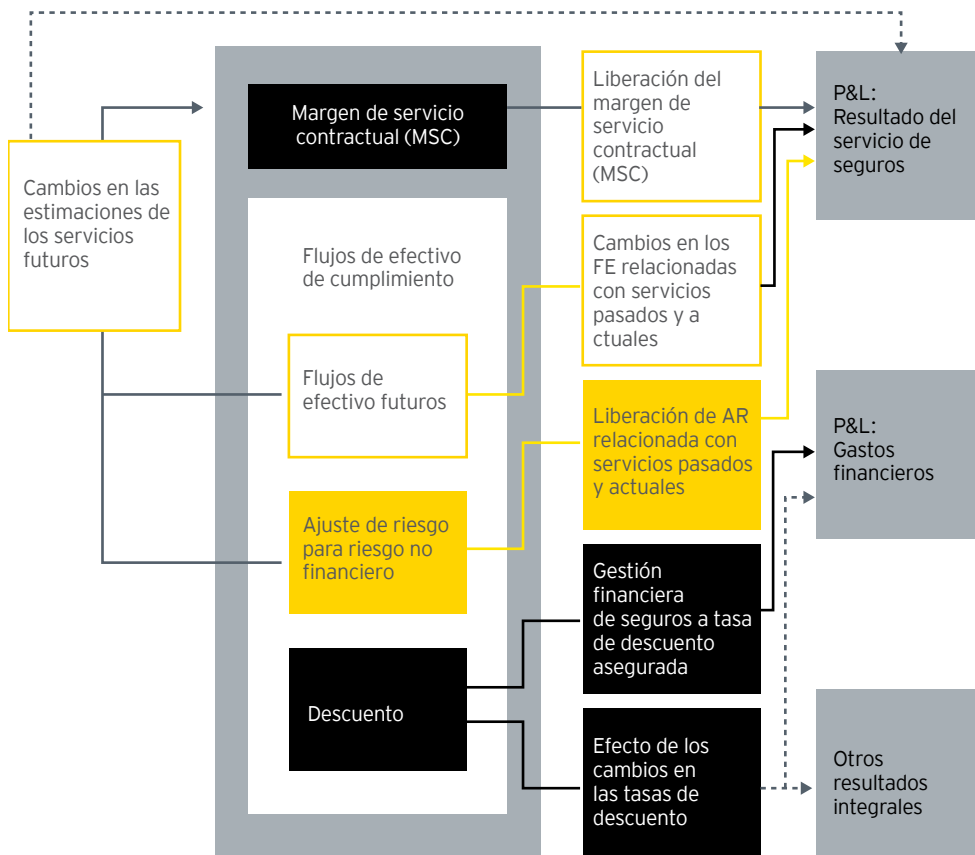 Cambios en las
estimaciones de
los servicios
futuros
Margen de servicio
contractual (MSC)
Flujos de efectivo
de cumplimiento
Flujos de
efectivo futuros
Ajuste de riesgo
para riesgo no
financiero
Descuento
Liberación del
margen de
servicio
contractual
(MSC)
Cambios en los
FE relacionadas
con servicios
pasados y a
ctuales
Liberación de AR
relacionada con
servicios pasados
y actuales
Gestión
financiera
de seguros a tasa
de descuento
asegurada
Efecto de los
cambios en
las tasas de
descuento
P&L:
Resultado del
servicio de
seguros
P&L:
Gastos
financieros
Otros
resultados
integrales